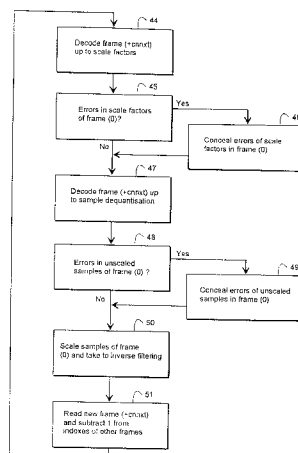 44
Decode frame (+cnnxt)
up to scale factors
45
Errors in scale factors
of frame (0)?
Yes
No
46
Conceal errors of scale
factors in frame (0)
47
Decode frame (+cnnxt) up
to sample dequantisation
48
Errors in unscaled
samples of frame (0) ?
Yes
No
49
Conceal errors of unscaled
samples in frame (0)
50
Scale samples of frame
(0) and take to inverse filtering
51
Read new frame (+cnnxt)
and subtract 1 from
indexes of other frames